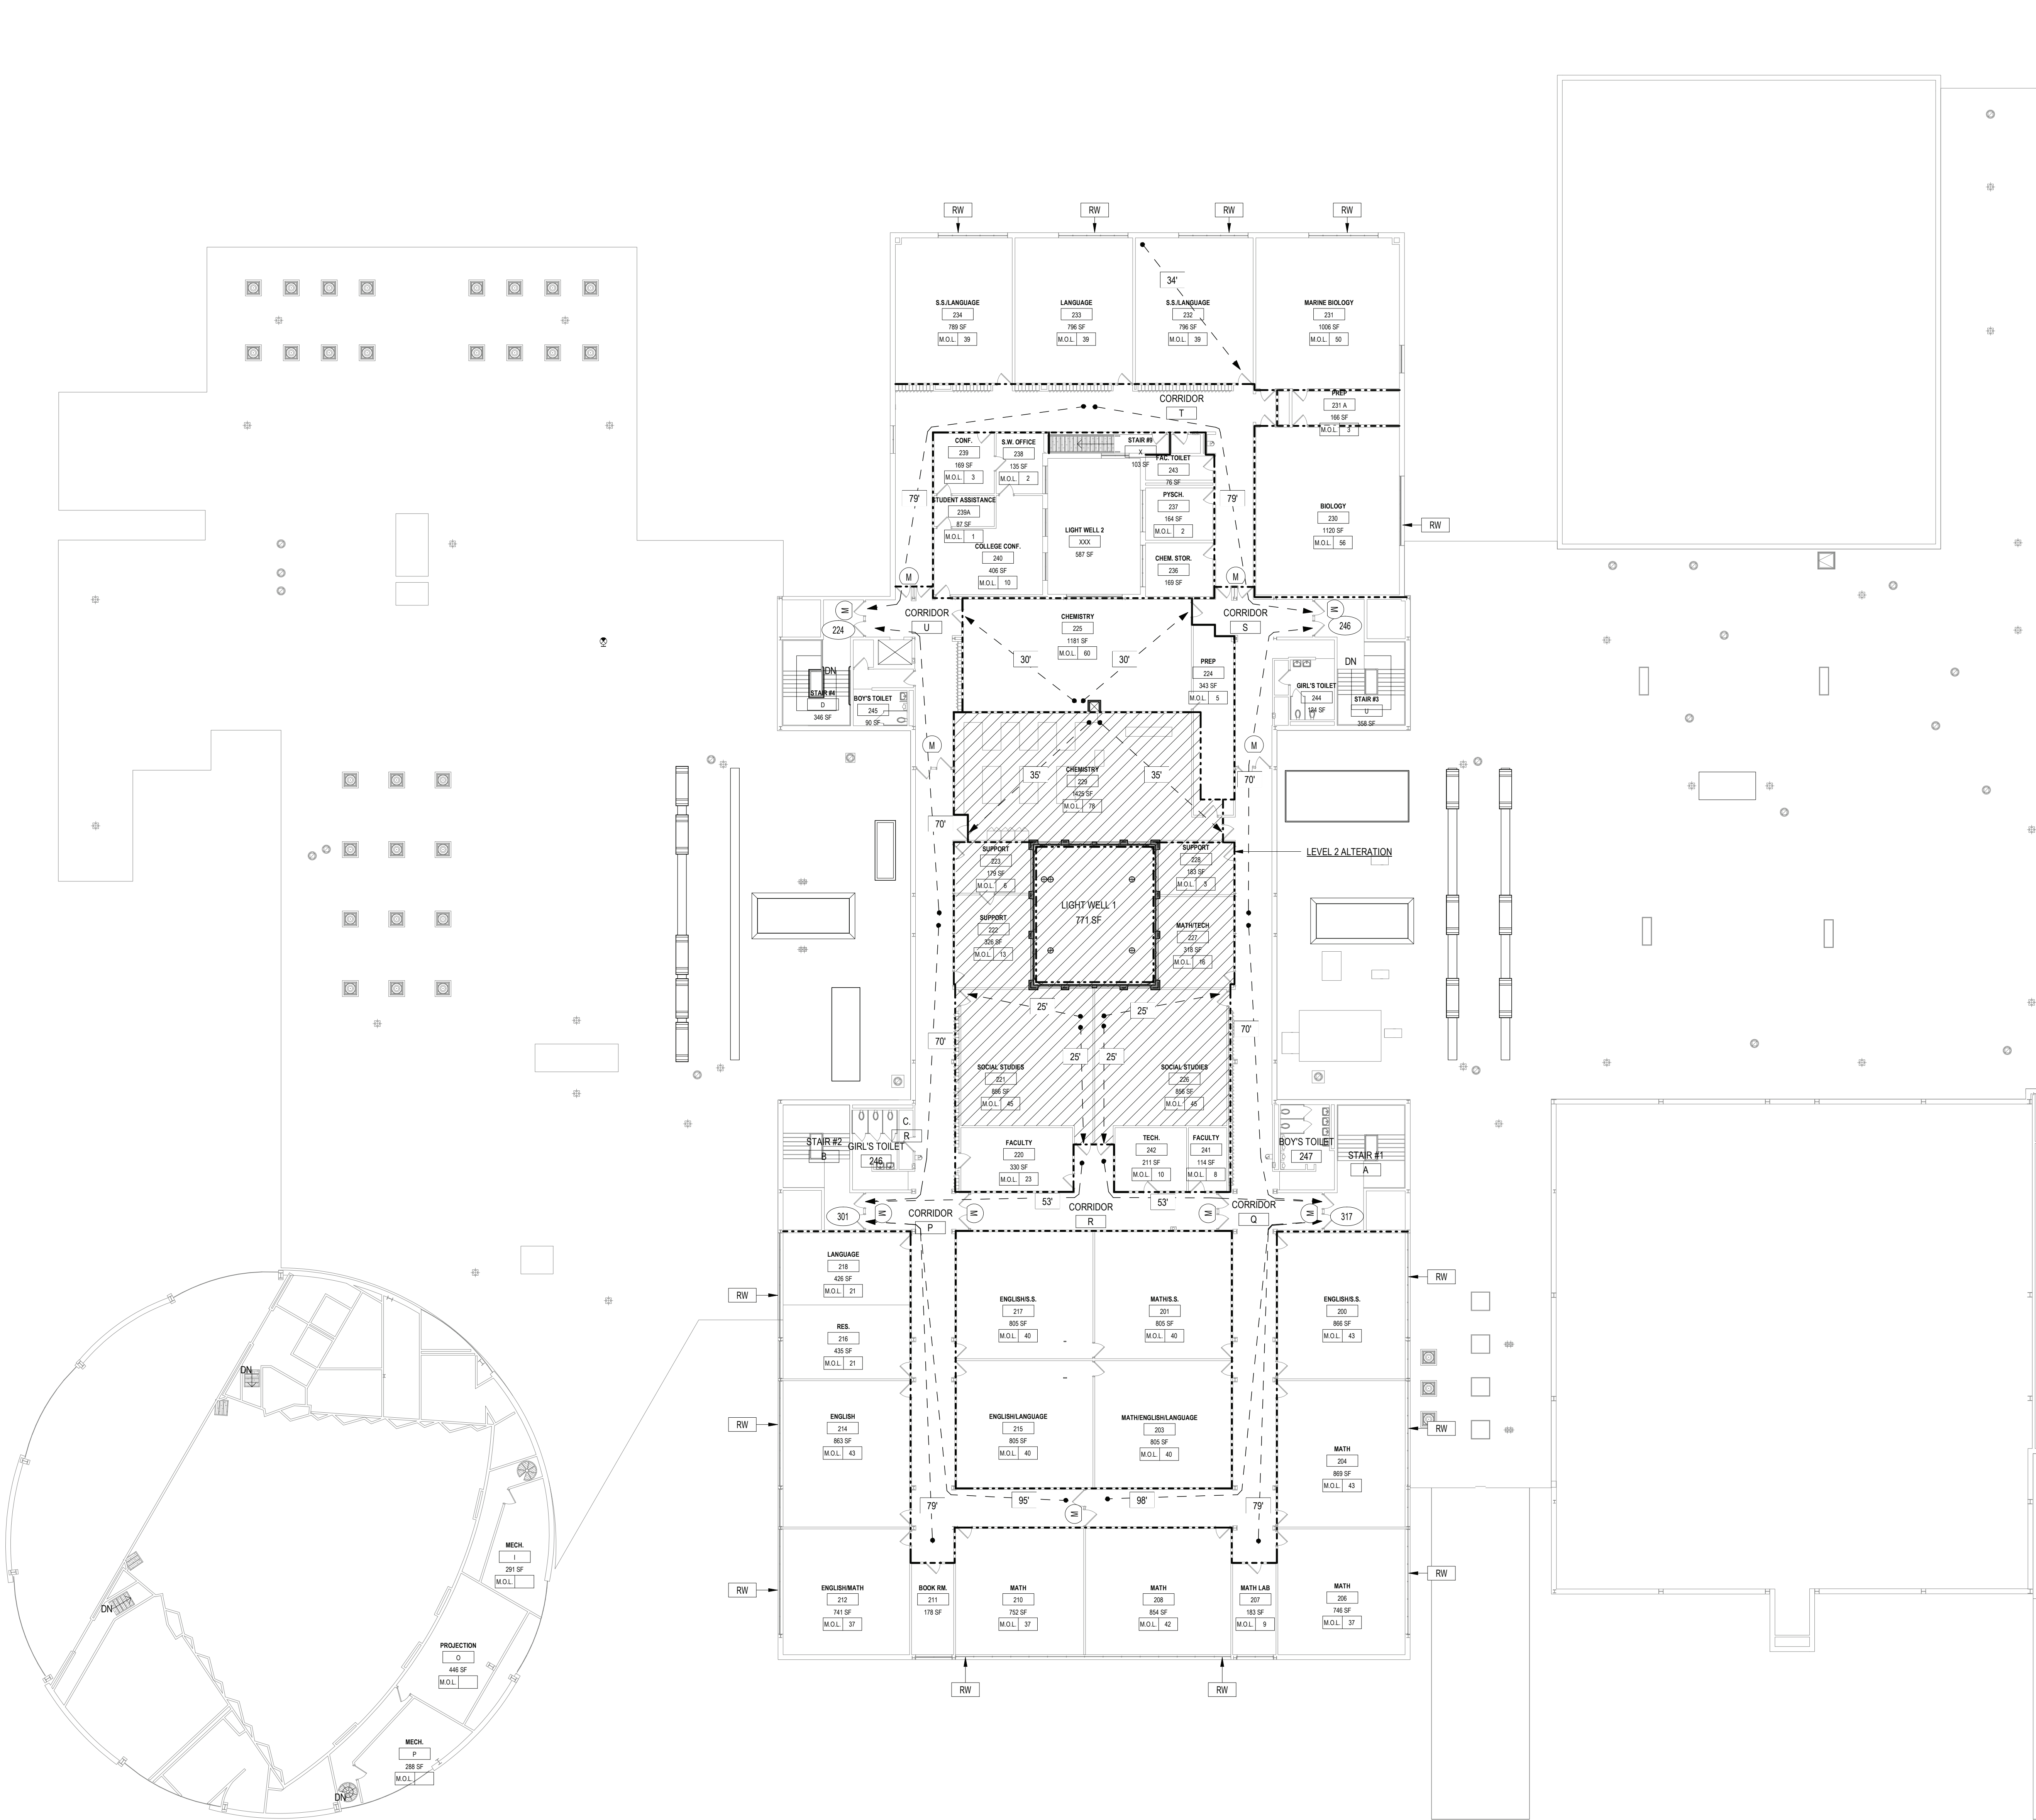 RW
RW
RW
RW
34'
S.S./LANGUAGE
234
789 SF
M.O.L. 39
LANGUAGE
233
796 SF
M.O.L. 39
S.S./LANGUAGE
232
796 SF
M.O.L. 39
MARINE BIOLOGY
231
1006 SF
M.O.L. 50
CORRIDOR
T
PREP
231 A
166 SF
M.O.L. 3
CONF.
239
169 SF
M.O.L. 3
S.W. OFFICE
238
135 SF
M.O.L. 2
STAIR #9
X
103 SF
FAC. TOILET
243
76 SF
79'
STUDENT ASSISTANCE
239A
87 SF
M.O.L. 1
PYSCH.
237
164 SF
M.O.L. 2
79'
BIOLOGY
230
1120 SF
M.O.L. 56
RW
LIGHT WELL 2
XXX
587 SF
COLLEGE CONF.
240
406 SF
M.O.L. 10
CHEM. STOR.
236
169 SF
M
M
M
M
224
CORRIDOR
U
CHEMISTRY
225
1181 SF
M.O.L. 60
CORRIDOR
S
246
30'
30'
DN
STAIR #4
D
346 SF
BOY'S TOILET
245
90 SF
PREP
224
343 SF
M.O.L. 5
GIRL'S TOILET
244
124 SF
DN
STAIR #3
U
358 SF
M
M
35'
CHEMISTRY
229
1425 SF
M.O.L. 78
35'
70'
70'
SUPPORT
223
179 SF
M.O.L. 6
SUPPORT
228
183 SF
M.O.L. 3
LEVEL 2 ALTERATION
LIGHT WELL 1
771 SF
SUPPORT
222
326 SF
M.O.L. 13
MATH/TECH
227
318 SF
M.O.L. 16
25'
25'
70'
70'
25'
25'
SOCIAL STUDIES
221
856 SF
M.O.L. 45
SOCIAL STUDIES
226
856 SF
M.O.L. 45
STAIR #2
B
GIRL'S TOILET
246
C.
R
FACULTY
220
330 SF
M.O.L. 23
TECH.
242
211 SF
M.O.L. 10
FACULTY
241
114 SF
M.O.L. 8
BOY'S TOILET
247
STAIR #1
A
53'
53'
301
M
CORRIDOR
P
M
CORRIDOR
R
M
CORRIDOR
Q
M
317
LANGUAGE
218
426 SF
M.O.L. 21
RW
RW
ENGLISH/S.S.
217
805 SF
M.O.L. 40
MATH/S.S.
201
805 SF
M.O.L. 40
ENGLISH/S.S.
200
866 SF
M.O.L. 43
RES.
216
435 SF
M.O.L. 21
DN
RW
ENGLISH
214
863 SF
M.O.L. 43
ENGLISH/LANGUAGE
215
805 SF
M.O.L. 40
MATH/ENGLISH/LANGUAGE
203
805 SF
M.O.L. 40
RW
MATH
204
869 SF
M.O.L. 43
79'
95'
M
98'
79'
MECH.
I
291 SF
M.O.L.
RW
RW
DN
ENGLISH/MATH
212
741 SF
M.O.L. 37
BOOK RM.
211
178 SF
MATH
210
752 SF
M.O.L. 37
MATH
208
854 SF
M.O.L. 42
MATH LAB
207
183 SF
M.O.L. 9
MATH
206
746 SF
M.O.L. 37
PROJECTION
O
446 SF
M.O.L.
RW
RW
MECH.
P
288 SF
M.O.L.
DN